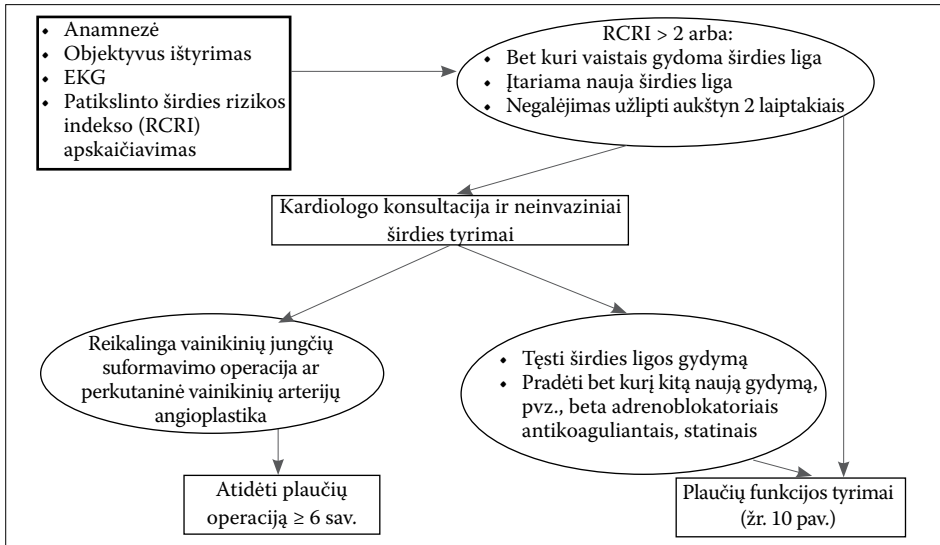 • Anamnezė
• Objektyvus ištyrimas
• EKG
• Patikslinto širdies rizikos
indekso (RCRI)
apskaičiavimas
RCRI > 2 arba:
• Bet kuri vaistais gydoma širdies liga
• Įtariama nauja širdies liga
• Negalėjimas užlipti aukštyn 2 laiptakiais
Kardiologo konsultacija ir neinvaziniai
širdies tyrimai
Reikalinga vainikinių jungčių
suformavimo operacija ar
perkutaninė vainikinių arterijų
angioplastika
• Tęsti širdies ligos gydymą
• Pradėti bet kurį kitą naują gydymą,
pvz., beta adrenoblokatoriais
antikoaguliantais, statinais
Atidėti plaučių
operaciją ≥ 6 sav.
Plaučių funkcijos tyrimai
(žr. 10 pav.)